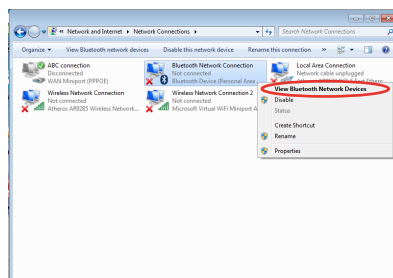 « Network and Internet ▸ Network Connections ▸
Search Network Connections
Organize ▾ View Bluetooth network devices Disable this network device Rename this connection »
ABC connection
Disconnected
WAN Miniport (PPPOE)
Bluetooth Network Connection
Not connected
Bluetooth Device (Personal Area ...
Local Area Connection
Network cable unplugged
Wireless Network Connection
Not connected
Atheros AR9285 Wireless Network...
Wireless Network Connection 2
Not connected
Microsoft Virtual WiFi Miniport A
View Bluetooth Network Devices
Disable
Status
Create Shortcut
Rename
Properties